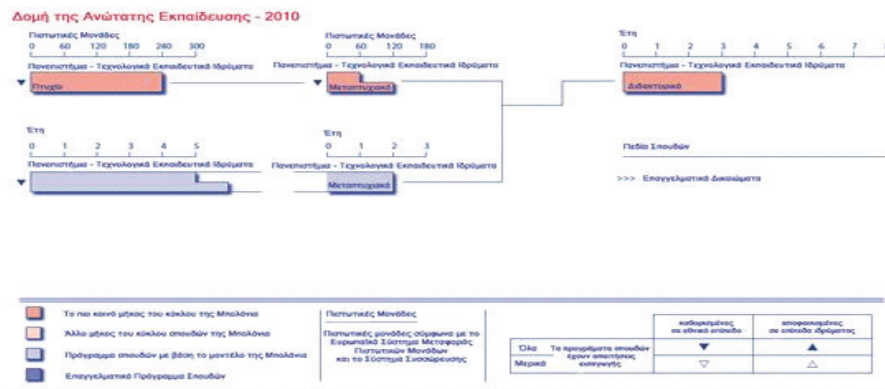 Δομή της Ανώτατης Εκπαίδευσης - 2010
Πιστωτικές Μονάδες
0 60 120 180 240 300
Πανεπιστήμια - Τεχνολογικά Εκπαιδευτικά Ιδρύματα
Πτυχίο
Πιστωτικές Μονάδες
0 60 120 180
Πανεπιστήμια - Τεχνολογικά Εκπαιδευτικά Ιδρύματα
Μεταπτυχιακό
Έτη
0 1 2 3 4 5 6 7
Πανεπιστήμια - Τεχνολογικά Εκπαιδευτικά Ιδρύματα
Διδακτορικό
Έτη
0 1 2 3 4 5
Πανεπιστήμια - Τεχνολογικά Εκπαιδευτικά Ιδρύματα
Έτη
0 1 2 3
Πανεπιστήμια - Τεχνολογικά Εκπαιδευτικά Ιδρύματα
Μεταπτυχιακό
Πεδίο Σπουδών
>>> Επαγγελματικά Δικαιώματα
Το πιο κοινό μήκος του κύκλου της Μπολόνια
Άλλο μήκος του κύκλου σπουδών της Μπολόνια
Πρόγραμμα σπουδών με βάση το μοντέλο της Μπολόνια
Επαγγελματικό Πρόγραμμα Σπουδών
Πιστωτικές Μονάδες
Πιστωτικές μονάδες σύμφωνα με το
Ευρωπαϊκό Σύστημα Μεταφοράς
Πιστωτικών Μονάδων
και το Σύστημα Συσσώρευσης
καθορισμένες
σε εθνικό επίπεδο
αποφασισμένες
σε επίπεδο ιδρύματος
Όλα
Μερικά
Τα προγράμματα σπουδών
έχουν απαιτήσεις
εισαγωγής